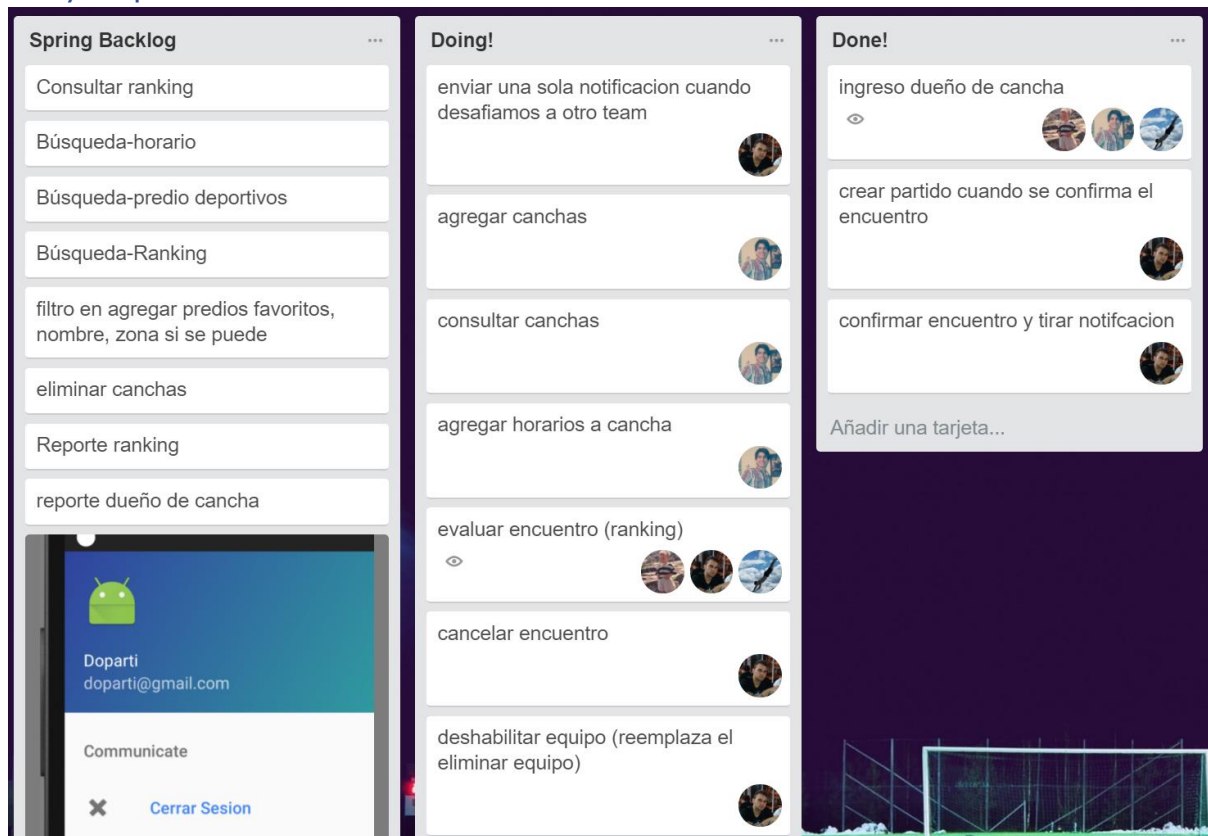 Spring Backlog
Consultar ranking
Búsqueda-horario
Búsqueda-predio deportivos
Búsqueda-Ranking
filtro en agregar predios favoritos,
nombre, zona si se puede
eliminar canchas
Reporte ranking
reporte dueño de cancha
Doparti
doparti@gmail.com
Communicate
Cerrar Sesion
Doing!
enviar una sola notificacion cuando
desafiamos a otro team
agregar canchas
consultar canchas
agregar horarios a cancha
evaluar encuentro (ranking)
cancelar encuentro
deshabilitar equipo (reemplaza el
eliminar equipo)
Done!
ingreso dueño de cancha
crear partido cuando se confirma el
encuentro
confirmar encuentro y tirar notifcacion
Añadir una tarjeta...